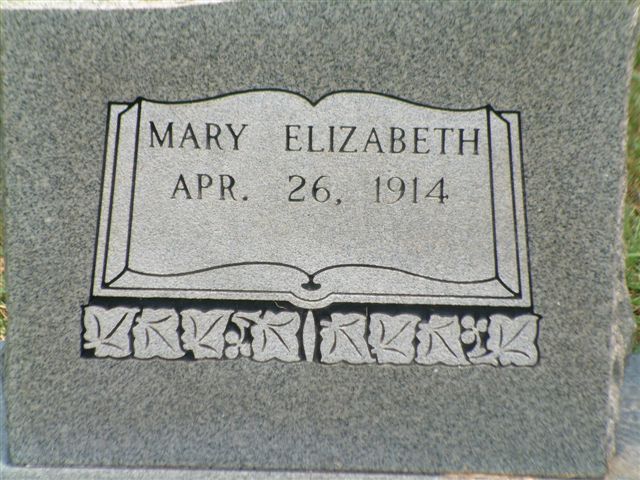 MARY ELIZABETH
APR. 26, 1914